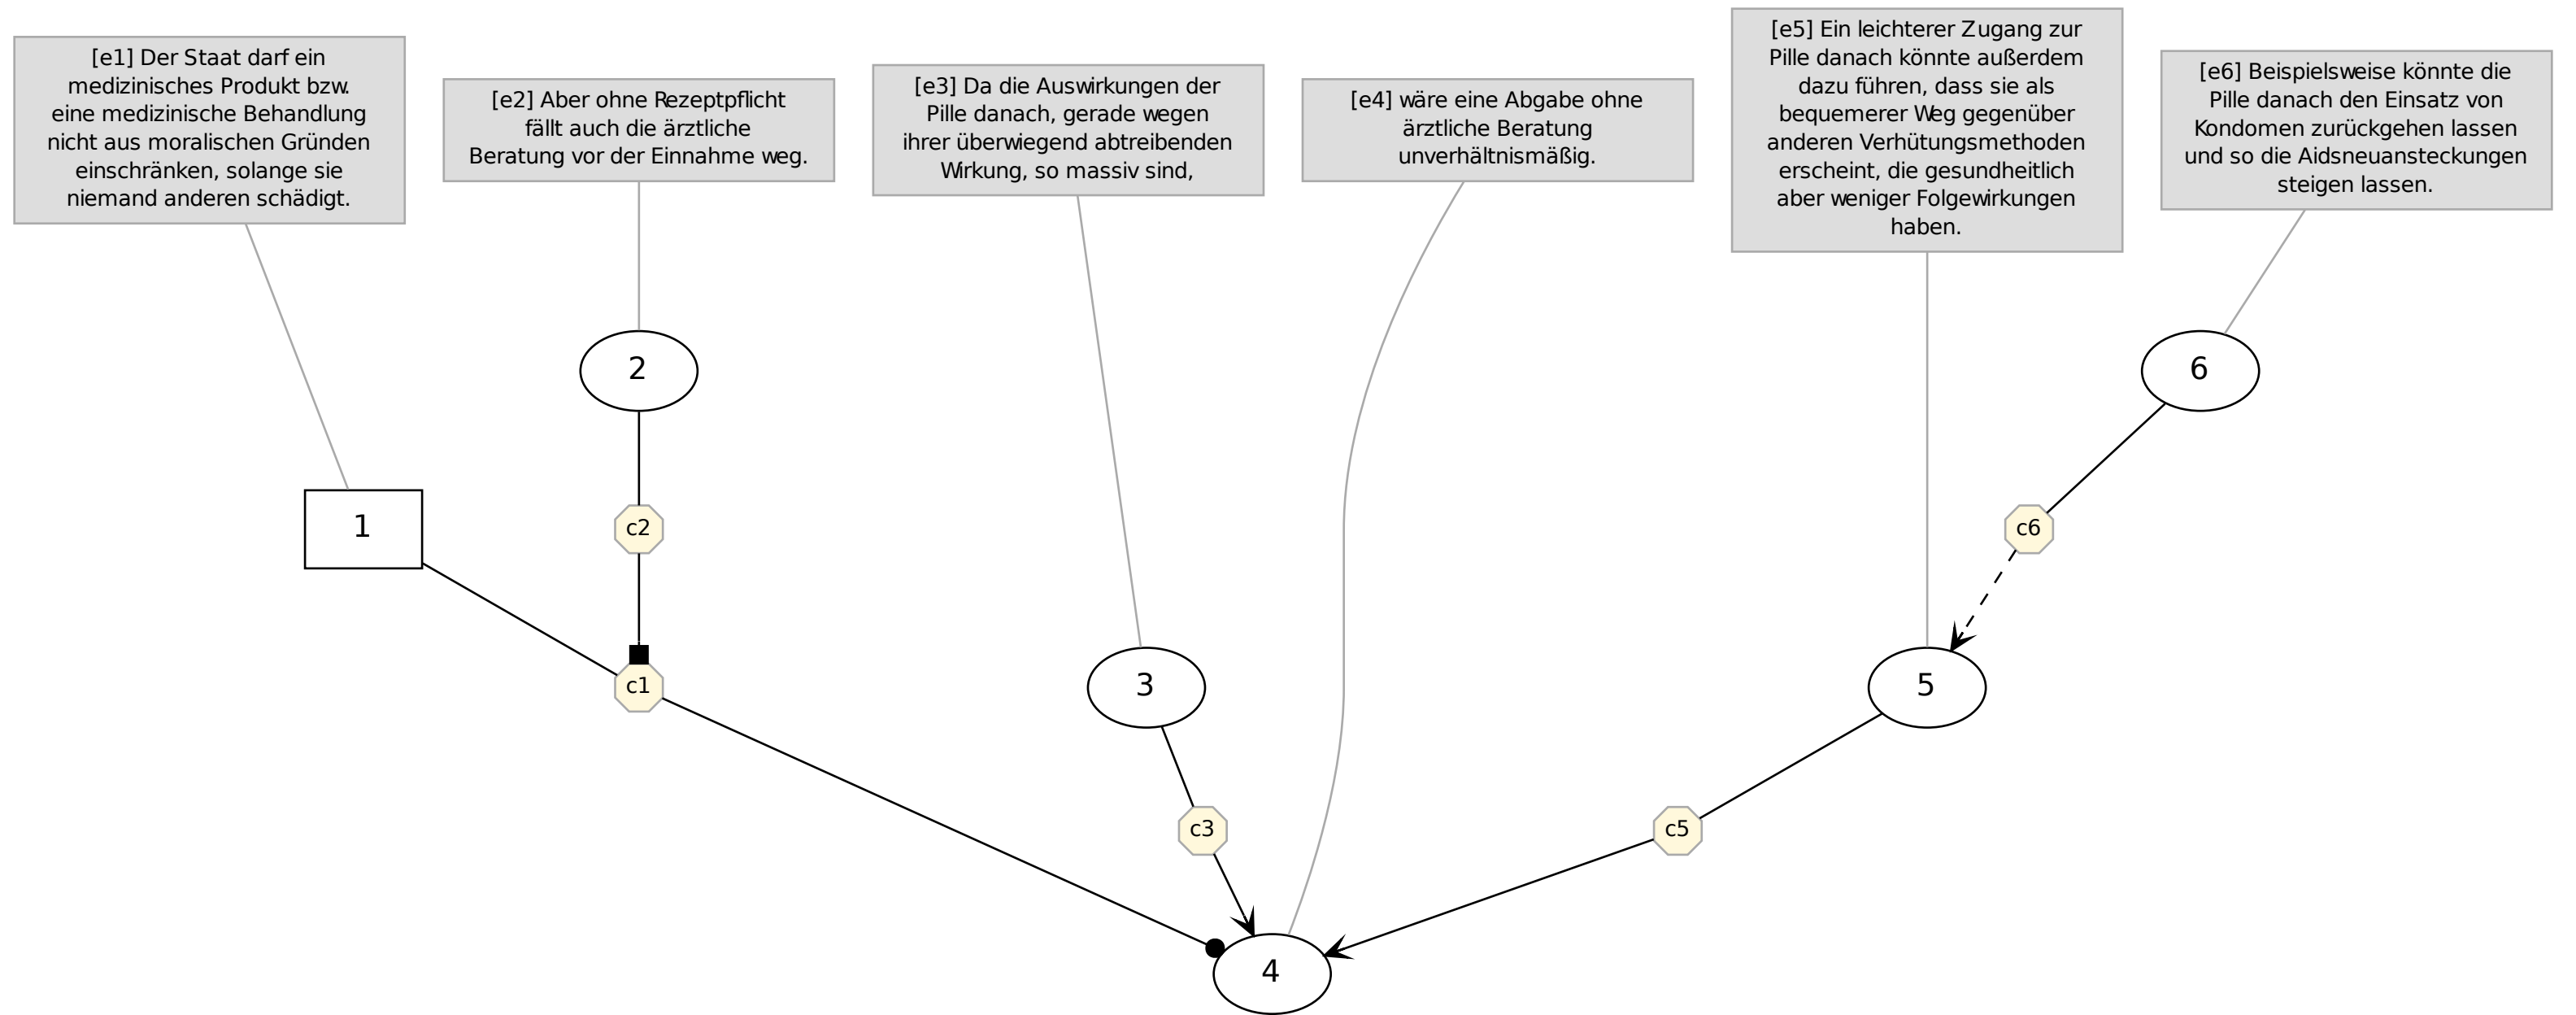 [e1] Der Staat darf ein
medizinisches Produkt bzw.
eine medizinische Behandlung
nicht aus moralischen Gründen
einschränken, solange sie
niemand anderen schädigt.
[e2] Aber ohne Rezeptpflicht
fällt auch die ärztliche
Beratung vor der Einnahme weg.
[e3] Da die Auswirkungen der
Pille danach, gerade wegen
ihrer überwiegend abtreibenden
Wirkung, so massiv sind,
[e4] wäre eine Abgabe ohne
ärztliche Beratung
unverhältnismäßig.
[e5] Ein leichterer Zugang zur
Pille danach könnte außerdem
dazu führen, dass sie als
bequemerer Weg gegenüber
anderen Verhütungsmethoden
erscheint, die gesundheitlich
aber weniger Folgewirkungen
haben.
[e6] Beispielsweise könnte die
Pille danach den Einsatz von
Kondomen zurückgehen lassen
und so die Aidsneuansteckungen
steigen lassen.
2
6
1
c2
c6
c1
3
5
c3
c5
4